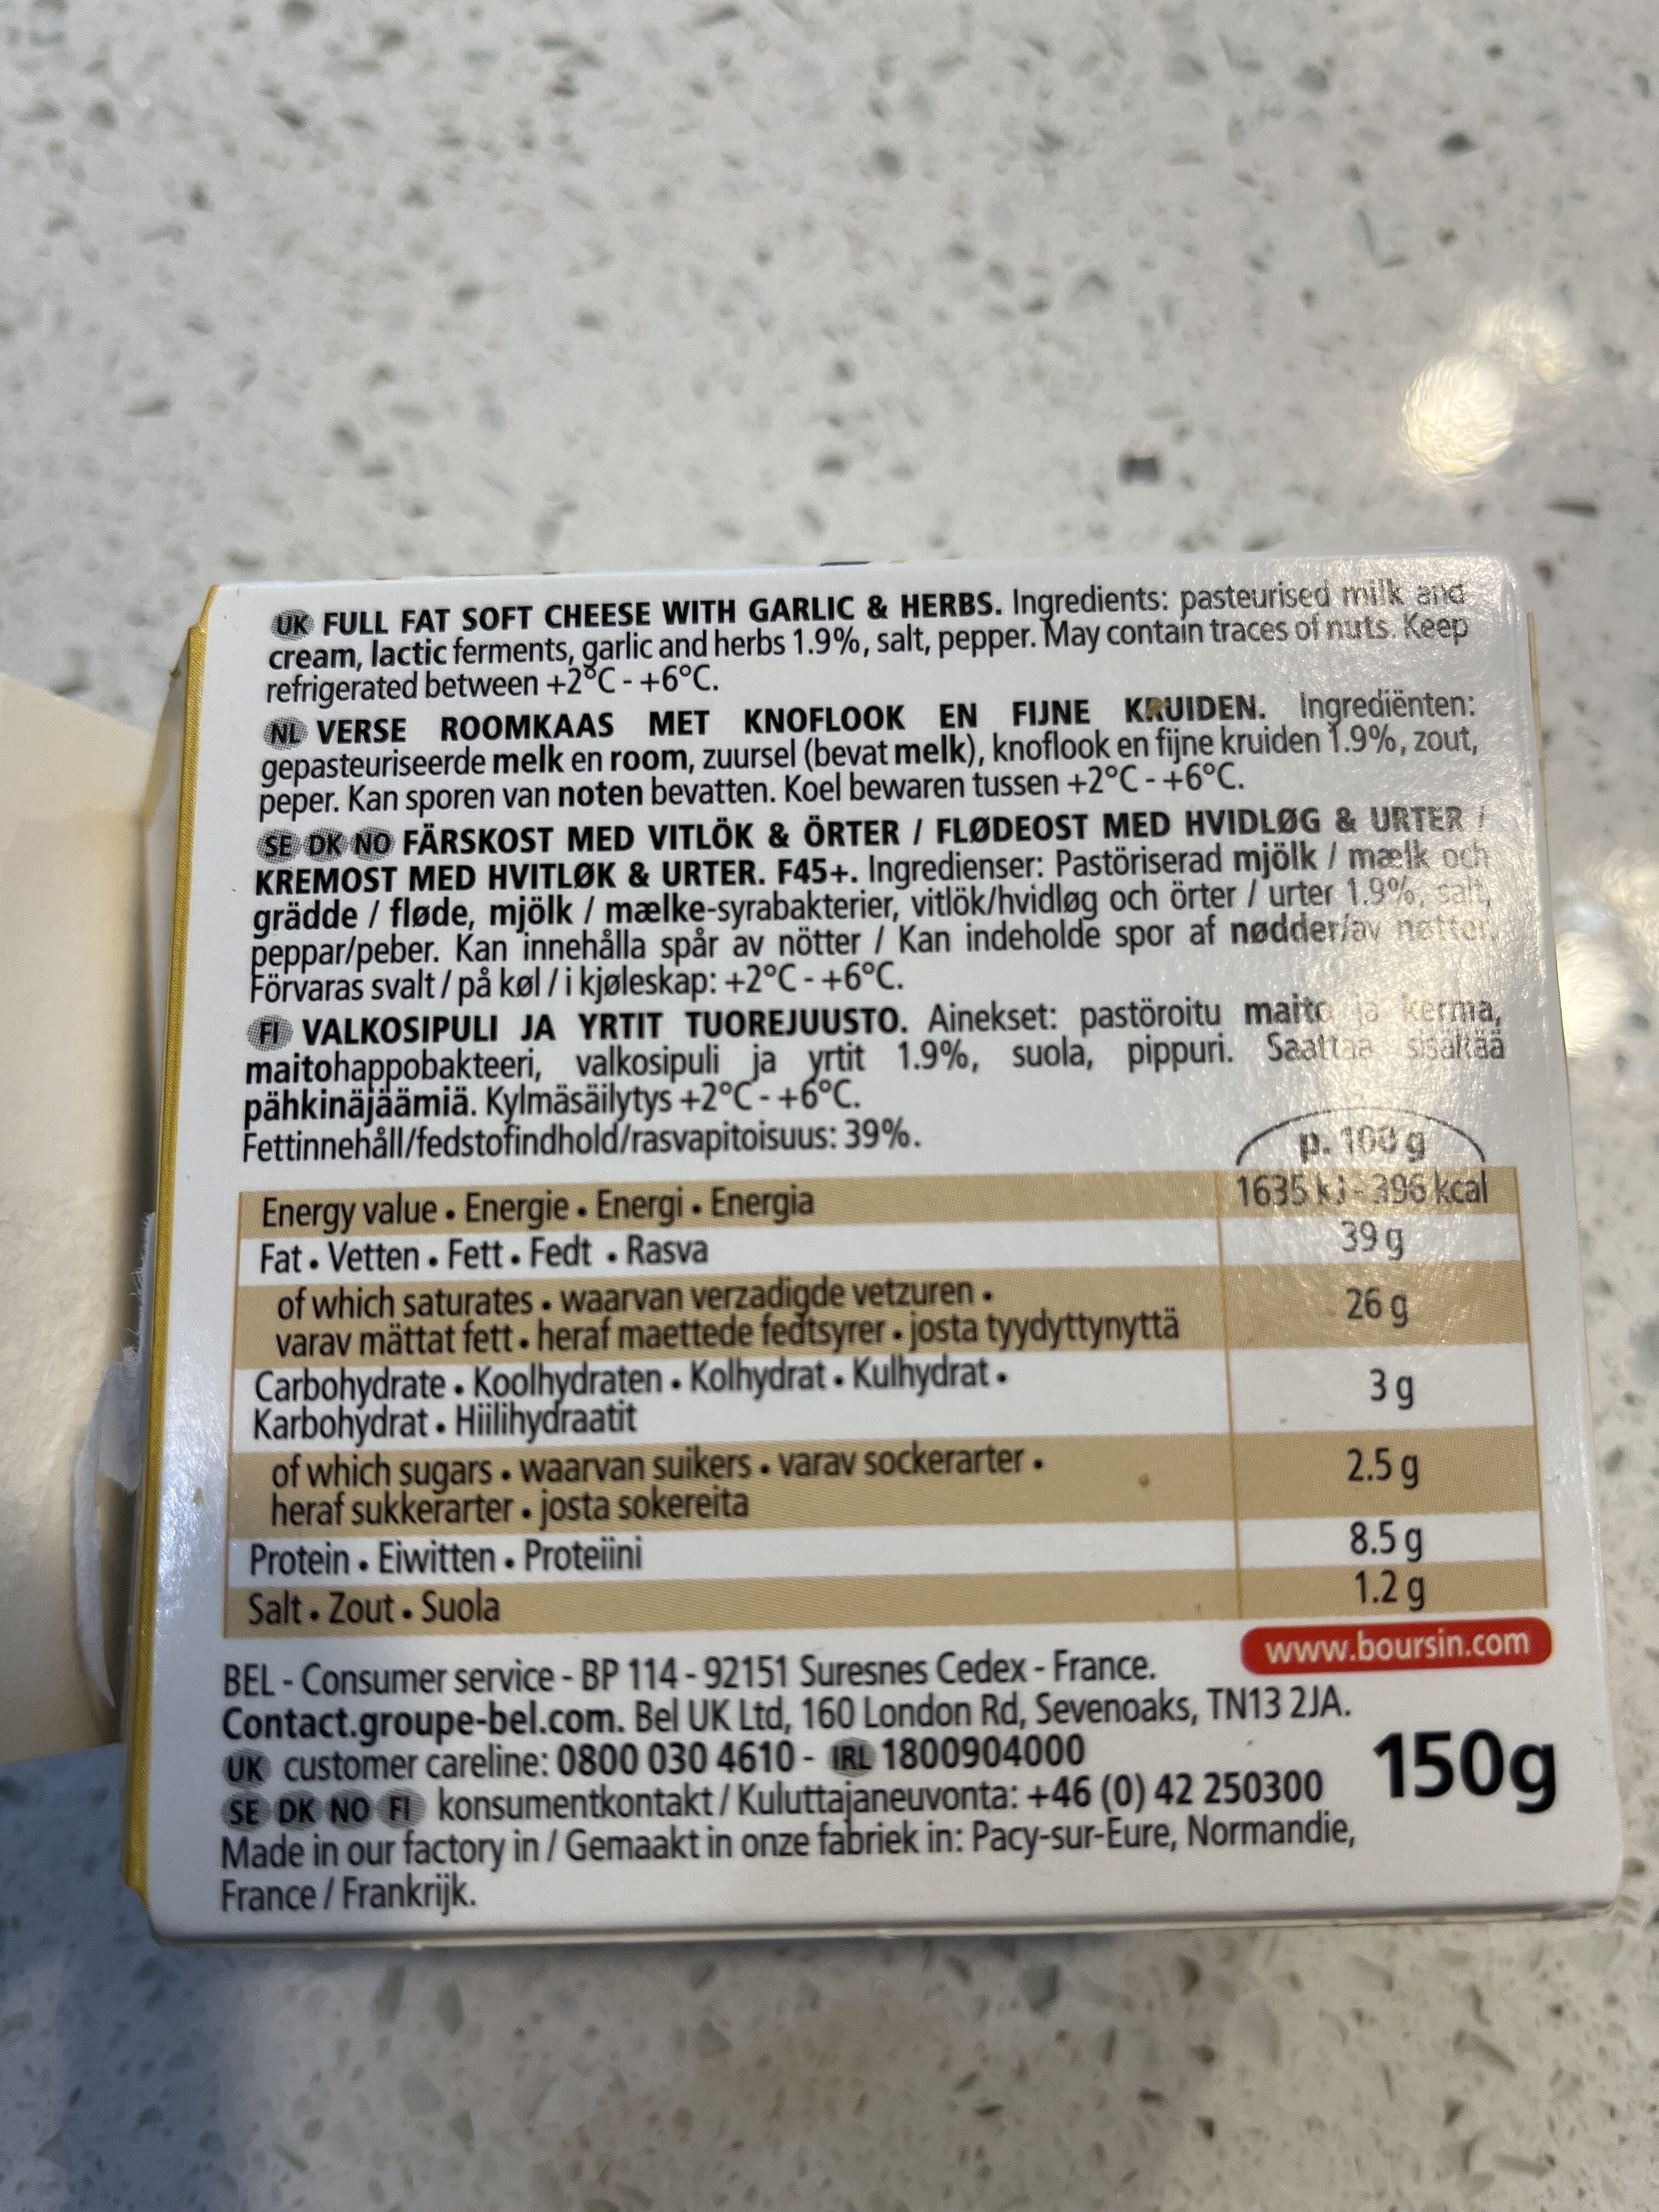 UK FULL FAT SOFT CHEESE WITH GARLIC & HERBS. Ingredients: pasteurised milk and
cream, lactic ferments, garlic and herbs 1.9%, salt, pepper. May contain traces of nuts. Keep
refrigerated between +2°C - +6°C.
NL VERSE ROOMKAAS MET KNOFLOOK EN FIJNE KRUIDEN. Ingrediënten:
gepasteuriseerde melk en room, zuursel (bevat melk), knoflook en fijne kruiden 1.9%, zout,
peper. Kan sporen van noten bevatten. Koel bewaren tussen +2°C - +6°C.
SE DK NO FÄRSKOST MED VITLÖK & ÖRTER / FLØDEOST MED HVIDLØG & URTER /
KREMOST MED HVITLØK & URTER. F45+. Ingredienser: Pastöriserad mjölk / mælk och
grädde / fløde, mjölk / mælke-syrabakterier, vitlök/hvidløg och örter / urter 1.9%, salt,
peppar/peber. Kan innehålla spår av nötter / Kan indeholde spor af nødder/av nøtter.
Förvaras svalt / på køl / i kjøleskap: +2°C - +6°C.
FI VALKOSIPULI JA YRTIT TUOREJUUSTO. Ainekset: pastöroitu maito ja kerma,
maitohappobakteeri, valkosipuli ja yrtit 1.9%, suola, pippuri. Saattaa sisältää
pähkinäjäämiä. Kylmäsäilytys +2°C - +6°C.
Fettinnehåll/fedstofindhold/rasvapitoisuus: 39%.
p. 100 g
Energy value • Energie • Energi • Energia 1635 kJ - 396 kcal
Fat • Vetten • Fett • Fedt • Rasva 39 g
of which saturates • waarvan verzadigde vetzuren •
varav mättat fett • heraf maettede fedtsyrer • josta tyydyttynyttä 26 g
Carbohydrate • Koolhydraten • Kolhydrat • Kulhydrat •
Karbohydrat • Hiilihydraatit 3 g
of which sugars • waarvan suikers • varav sockerarter •
heraf sukkerarter • josta sokereita 2.5 g
Protein • Eiwitten • Proteiini 8.5 g
Salt • Zout • Suola 1.2 g
www.boursin.com
BEL - Consumer service - BP 114 - 92151 Suresnes Cedex - France.
Contact.groupe-bel.com. Bel UK Ltd, 160 London Rd, Sevenoaks, TN13 2JA.
UK customer careline: 0800 030 4610 - IRL 1800904000
SE DK NO FI konsumentkontakt / Kuluttajaneuvonta: +46 (0) 42 250300
Made in our factory in / Gemaakt in onze fabriek in: Pacy-sur-Eure, Normandie,
France / Frankrijk.
150g